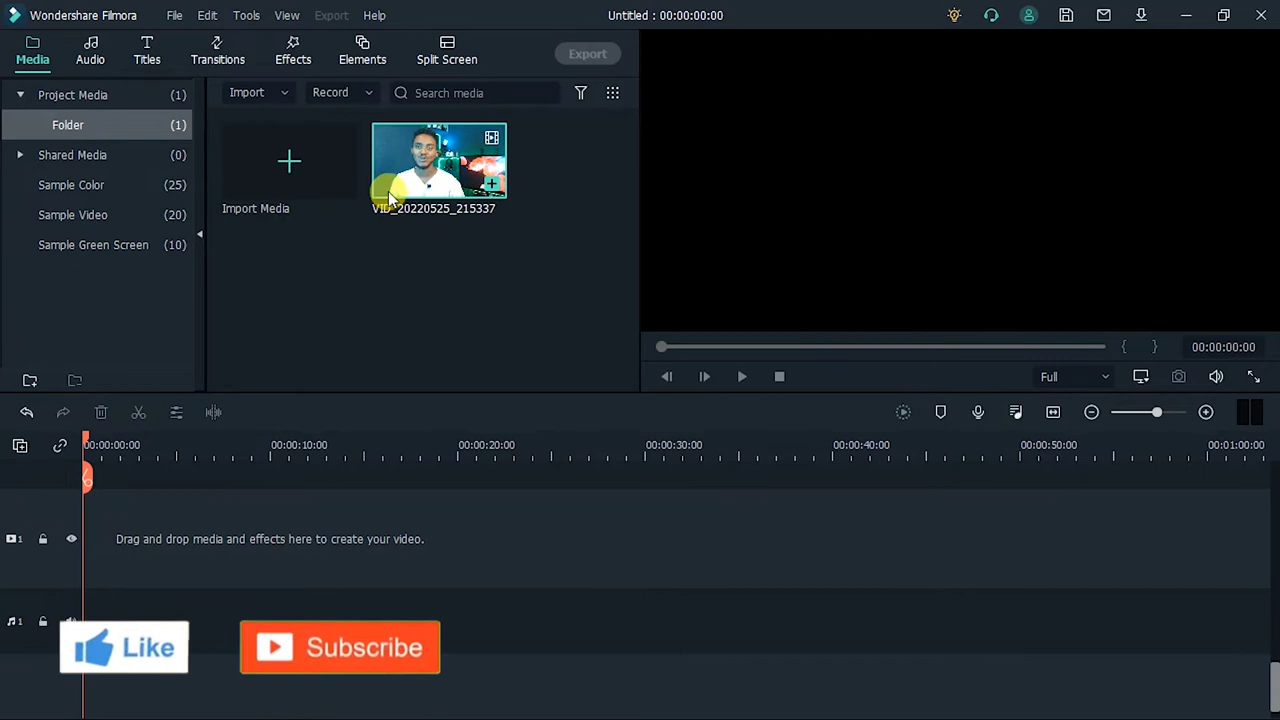 Wondershare Filmora File Edit Tools View Export Help Untitled : 00:00:00:00
Media Audio Titles Transitions Effects Elements Split Screen Export
Project Media (1)
Folder (1)
Shared Media (0)
Sample Color (25)
Sample Video (20)
Sample Green Screen (10)
Import Record Search media
Import Media
VID_20220525_215337
00:00:00:00
Full
00:00:00:00 00:00:10:00 00:00:20:00 00:00:30:00 00:00:40:00 00:00:50:00 00:01:00:00
1 Drag and drop media and effects here to create your video.
1
Like Subscribe